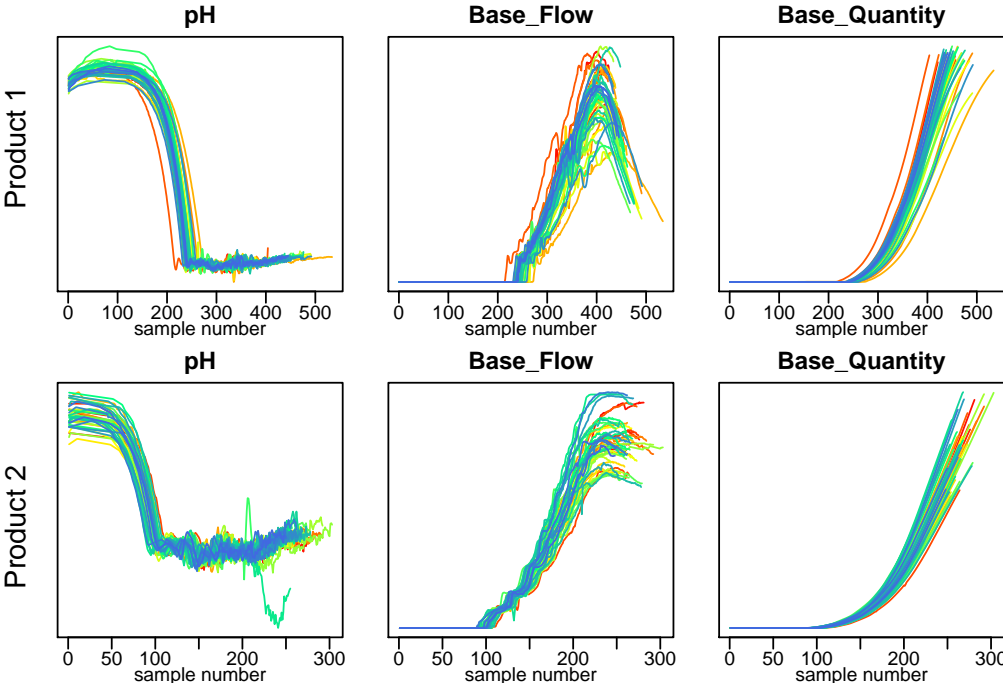 pH Base_Flow Base_Quantity
Product 1
0 100 200 300 400 500 0 100 200 300 400 500 0 100 200 300 400 500
sample number sample number sample number
pH Base_Flow Base_Quantity
Product 2
0 50 100 150 200 300 0 50 100 200 300 0 50 100 200 300
sample number sample number sample number